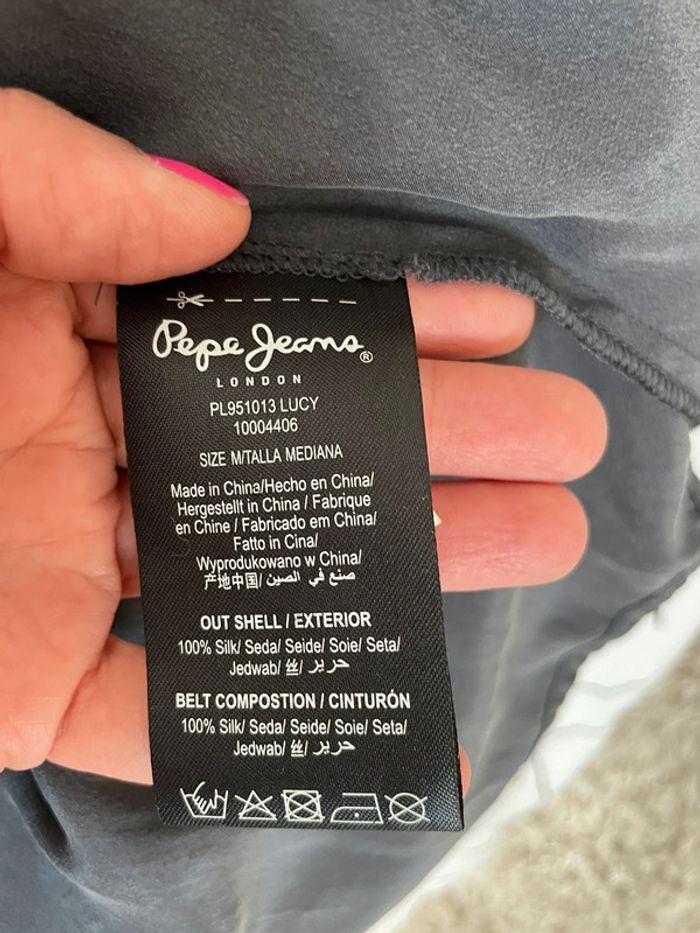 Pepe Jeans®
LONDON
PL951013 LUCY
10004406
SIZE M/TALLA MEDIANA
Made in China/Hecho en China/
Hergestellt in China / Fabrique
en Chine / Fabricado em China/
Fatto in Cina/
Wyprodukowano w China/
产地中国/ صنع في الصين
OUT SHELL / EXTERIOR
100% Silk/ Seda/ Seide/ Soie/ Seta/
Jedwab/ 丝/ حرير
BELT COMPOSTION / CINTURÓN
100% Silk/ Seda/ Seide/ Soie/ Seta/
Jedwab/ 丝/ حرير